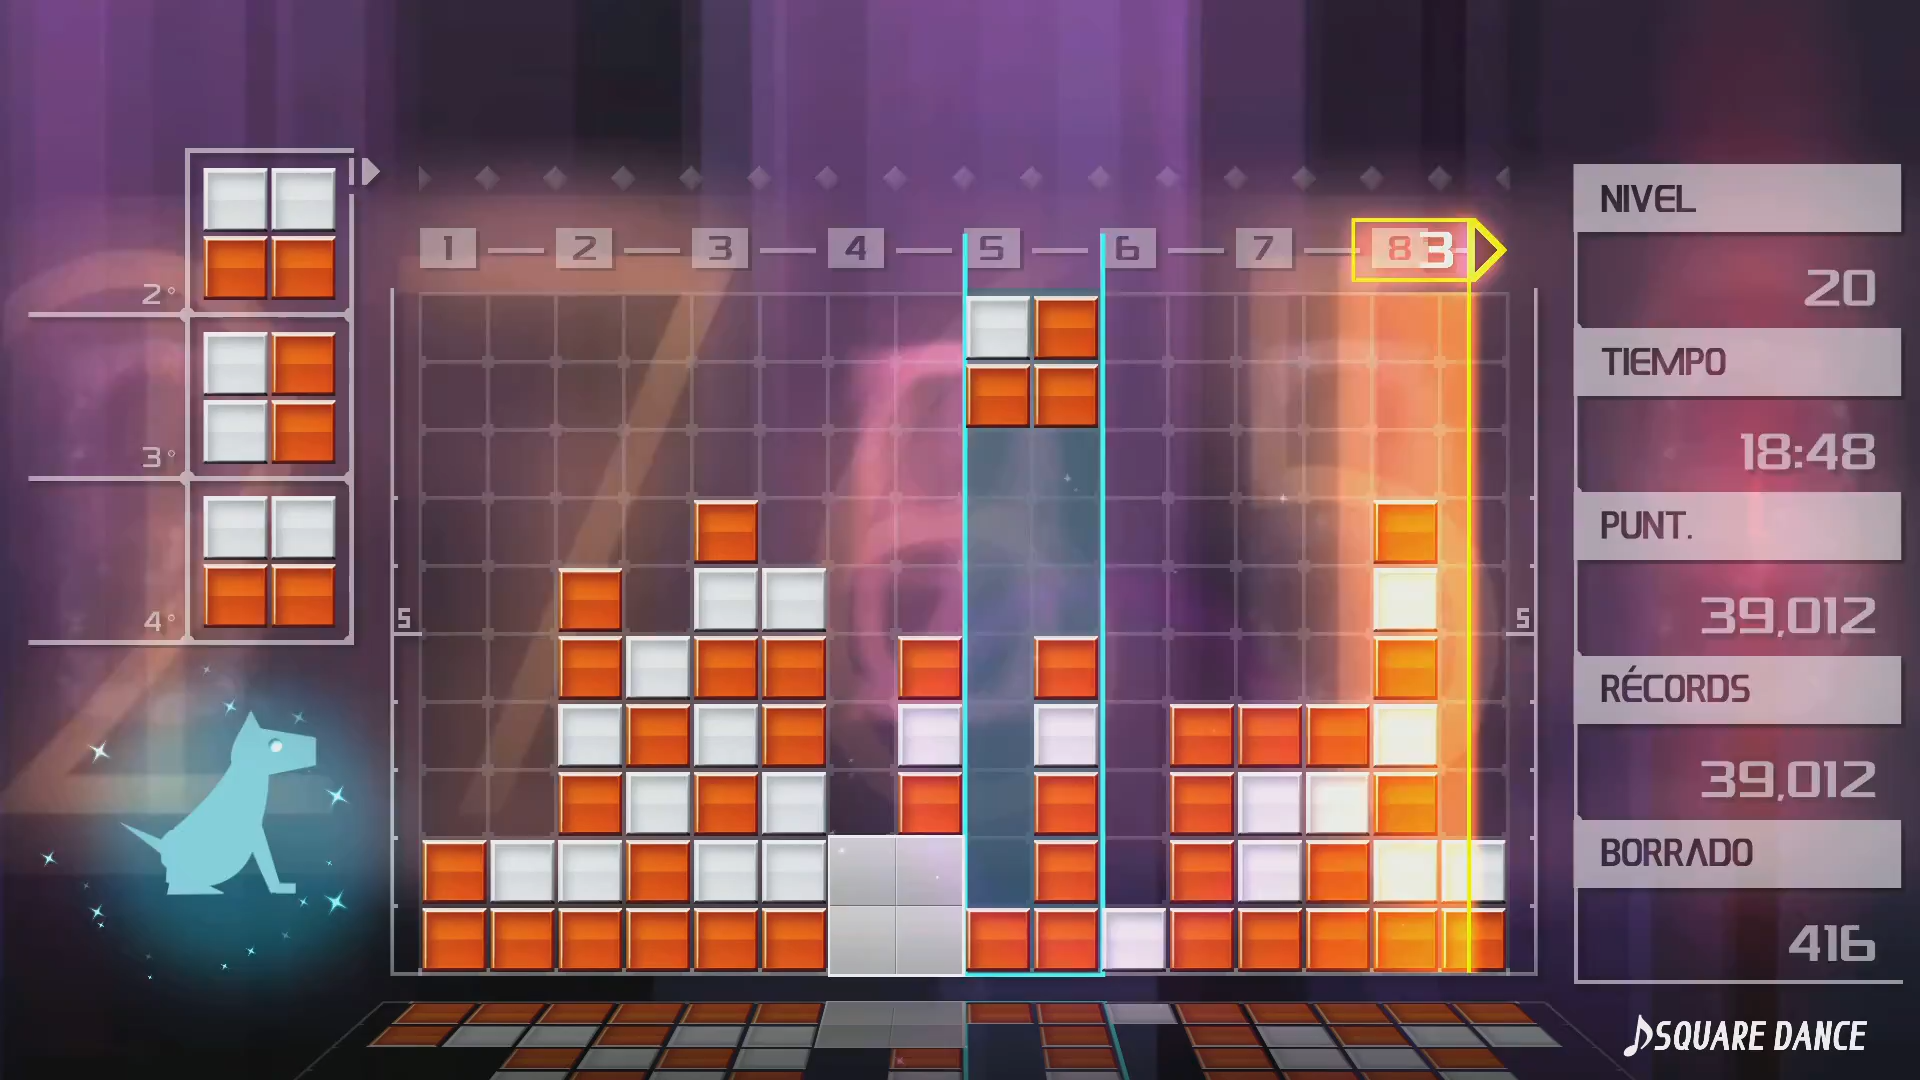 2°
3°
4°
1 2 3 4 5 6 7 8 3
5 5
NIVEL
20
TIEMPO
18:48
PUNT.
39,012
RÉCORDS
39,012
BORRADO
416
♪SQUARE DANCE